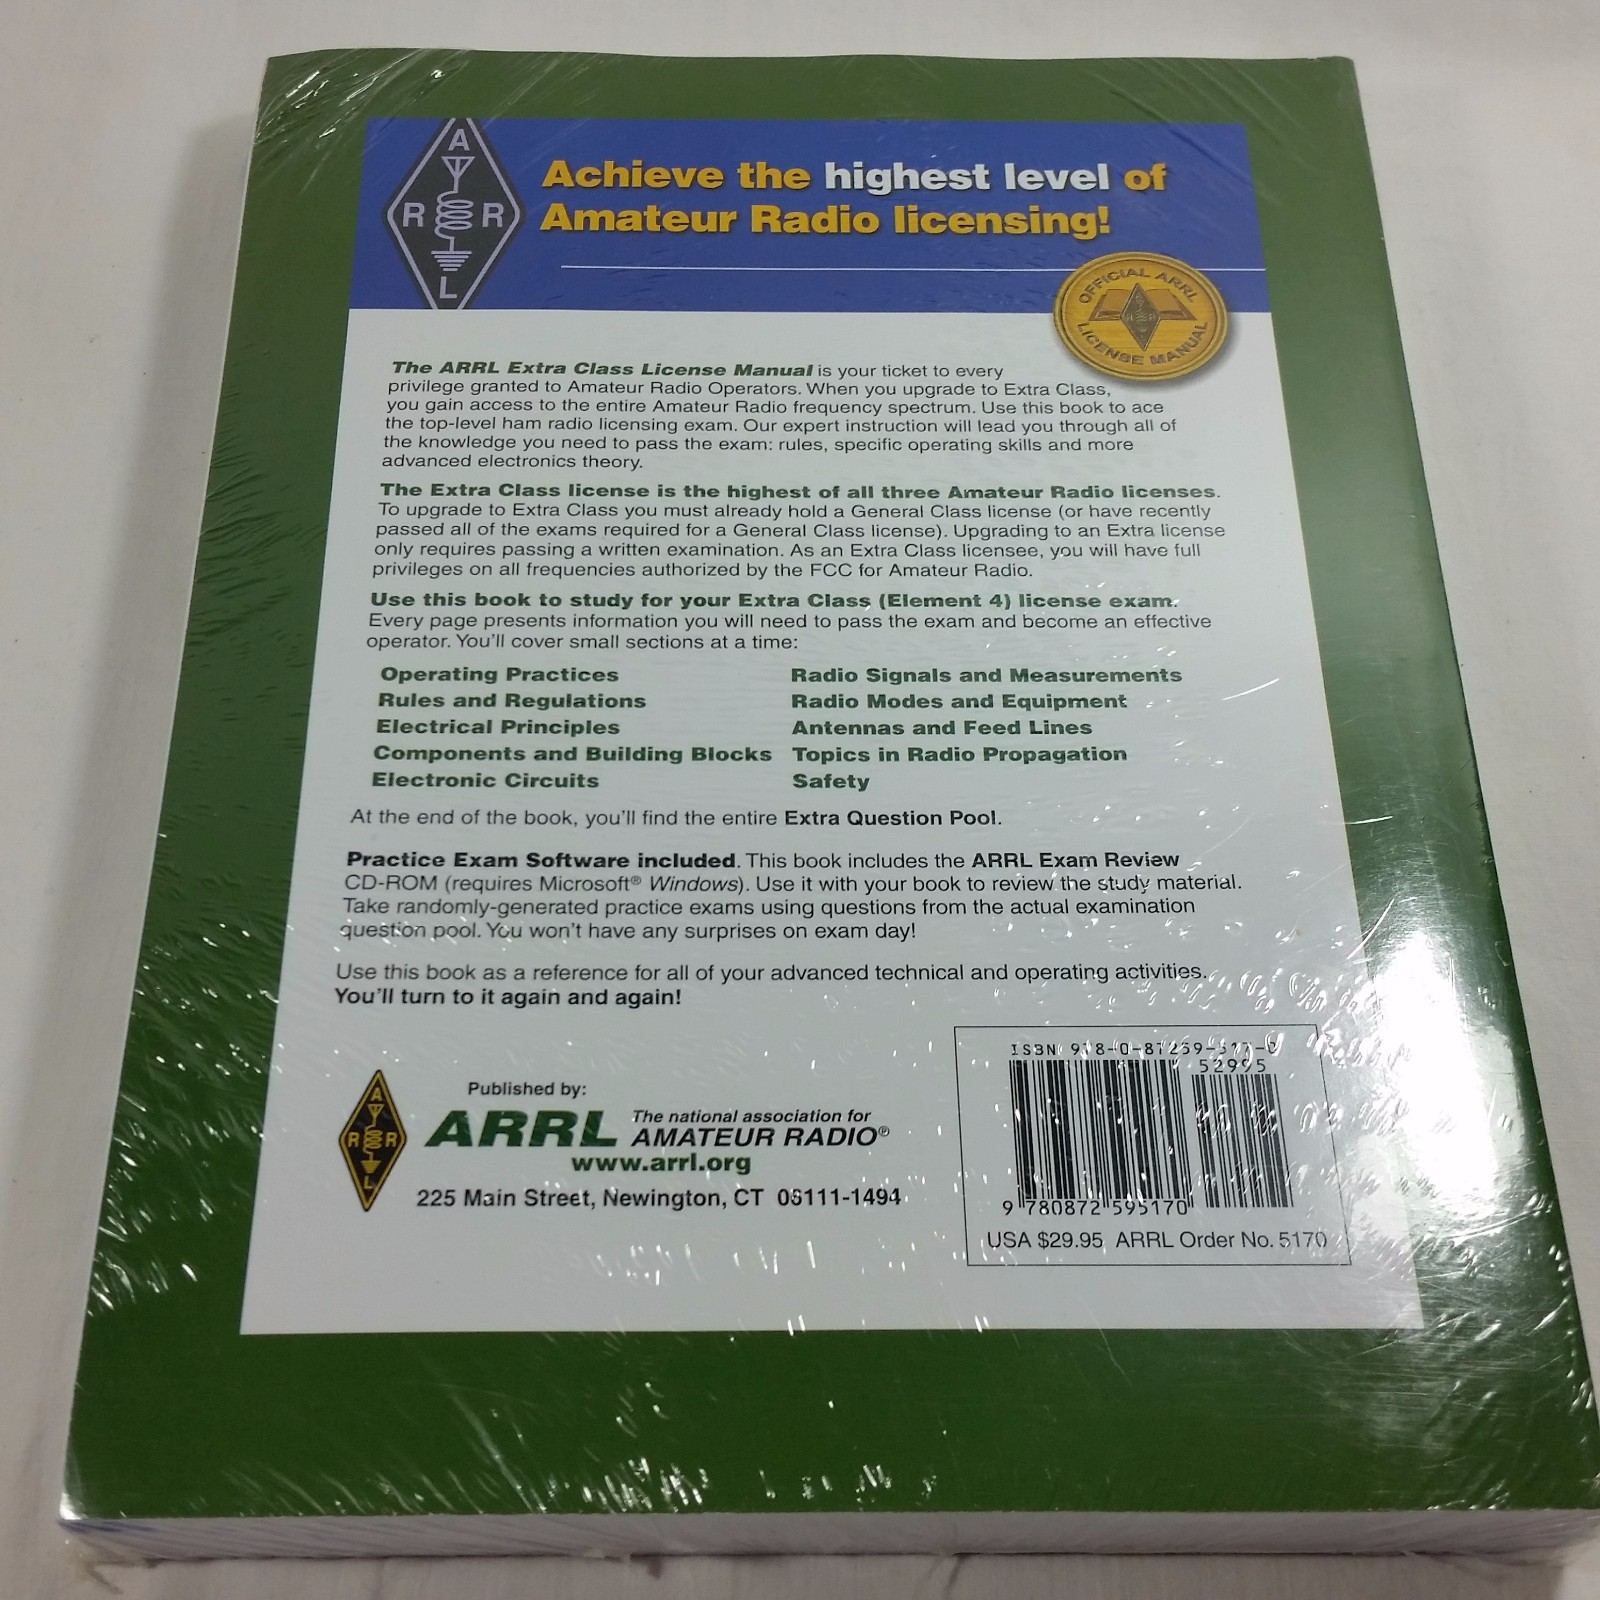 A
R R
L
Achieve the highest level of
Amateur Radio licensing!
OFFICIAL ARRL
LICENSE MANUAL
The ARRL Extra Class License Manual is your ticket to every
privilege granted to Amateur Radio Operators. When you upgrade to Extra Class,
you gain access to the entire Amateur Radio frequency spectrum. Use this book to ace
the top-level ham radio licensing exam. Our expert instruction will lead you through all of
the knowledge you need to pass the exam: rules, specific operating skills and more
advanced electronics theory.
The Extra Class license is the highest of all three Amateur Radio licenses.
To upgrade to Extra Class you must already hold a General Class license (or have recently
passed all of the exams required for a General Class license). Upgrading to an Extra license
only requires passing a written examination. As an Extra Class licensee, you will have full
privileges on all frequencies authorized by the FCC for Amateur Radio.
Use this book to study for your Extra Class (Element 4) license exam.
Every page presents information you will need to pass the exam and become an effective
operator. You'll cover small sections at a time:
Operating Practices
Rules and Regulations
Electrical Principles
Components and Building Blocks
Electronic Circuits
Radio Signals and Measurements
Radio Modes and Equipment
Antennas and Feed Lines
Topics in Radio Propagation
Safety
At the end of the book, you'll find the entire Extra Question Pool.
Practice Exam Software included. This book includes the ARRL Exam Review
CD-ROM (requires Microsoft® Windows). Use it with your book to review the study material.
Take randomly-generated practice exams using questions from the actual examination
question pool. You won't have any surprises on exam day!
Use this book as a reference for all of your advanced technical and operating activities.
You'll turn to it again and again!
A
R R
L
Published by:
ARRL The national association for
AMATEUR RADIO®
www.arrl.org
225 Main Street, Newington, CT 06111-1494
ISBN 978-0-87259-517-0
52995
9 780872 595170
USA $29.95 ARRL Order No. 5170